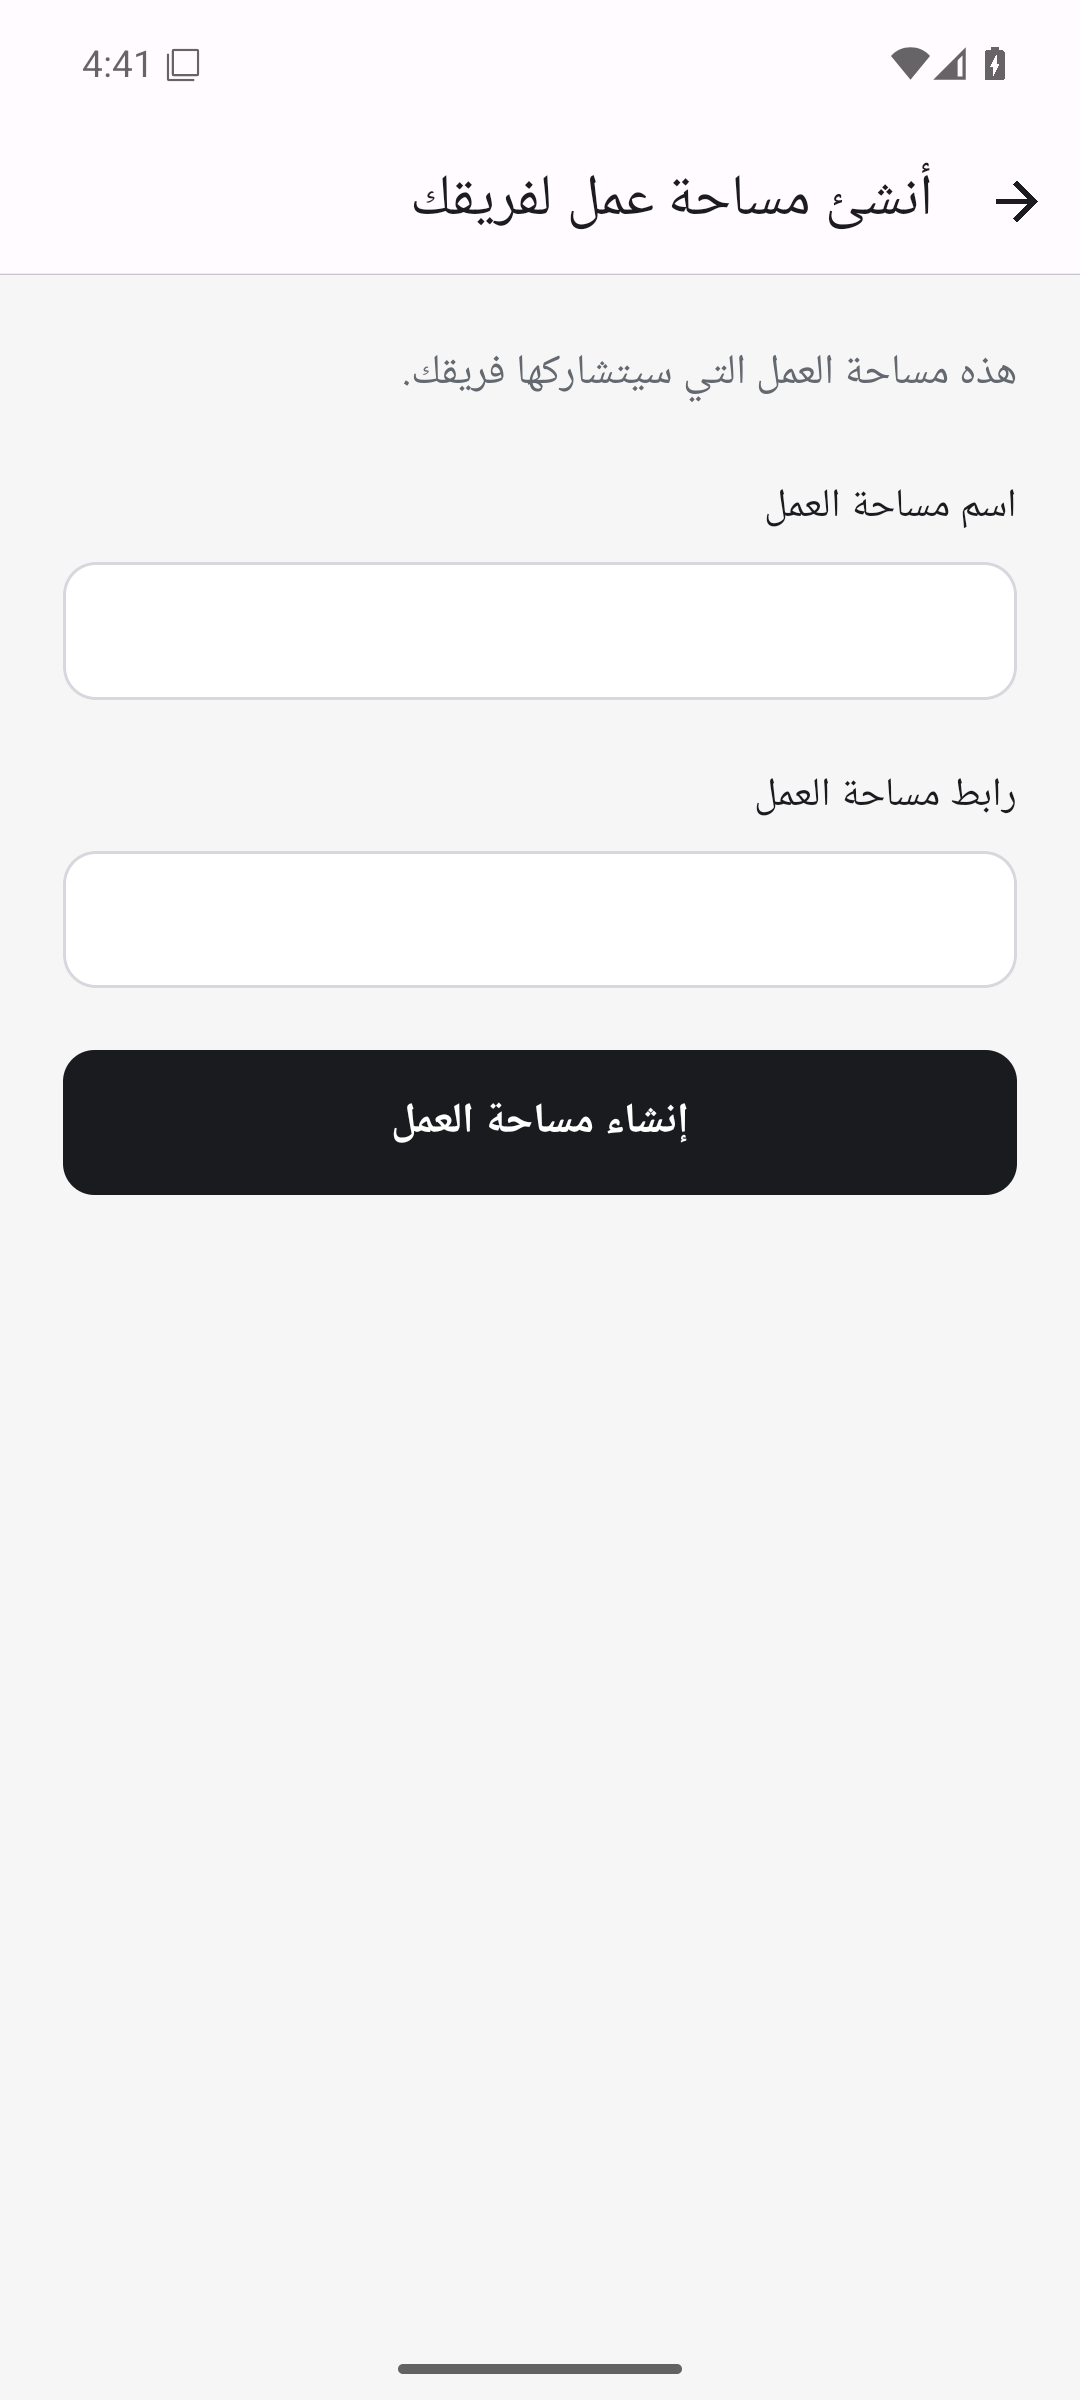 4:41
أنشئ مساحة عمل لفريقك
هذه مساحة العمل التي سيتشاركها فريقك.
اسم مساحة العمل
رابط مساحة العمل
إنشاء مساحة العمل